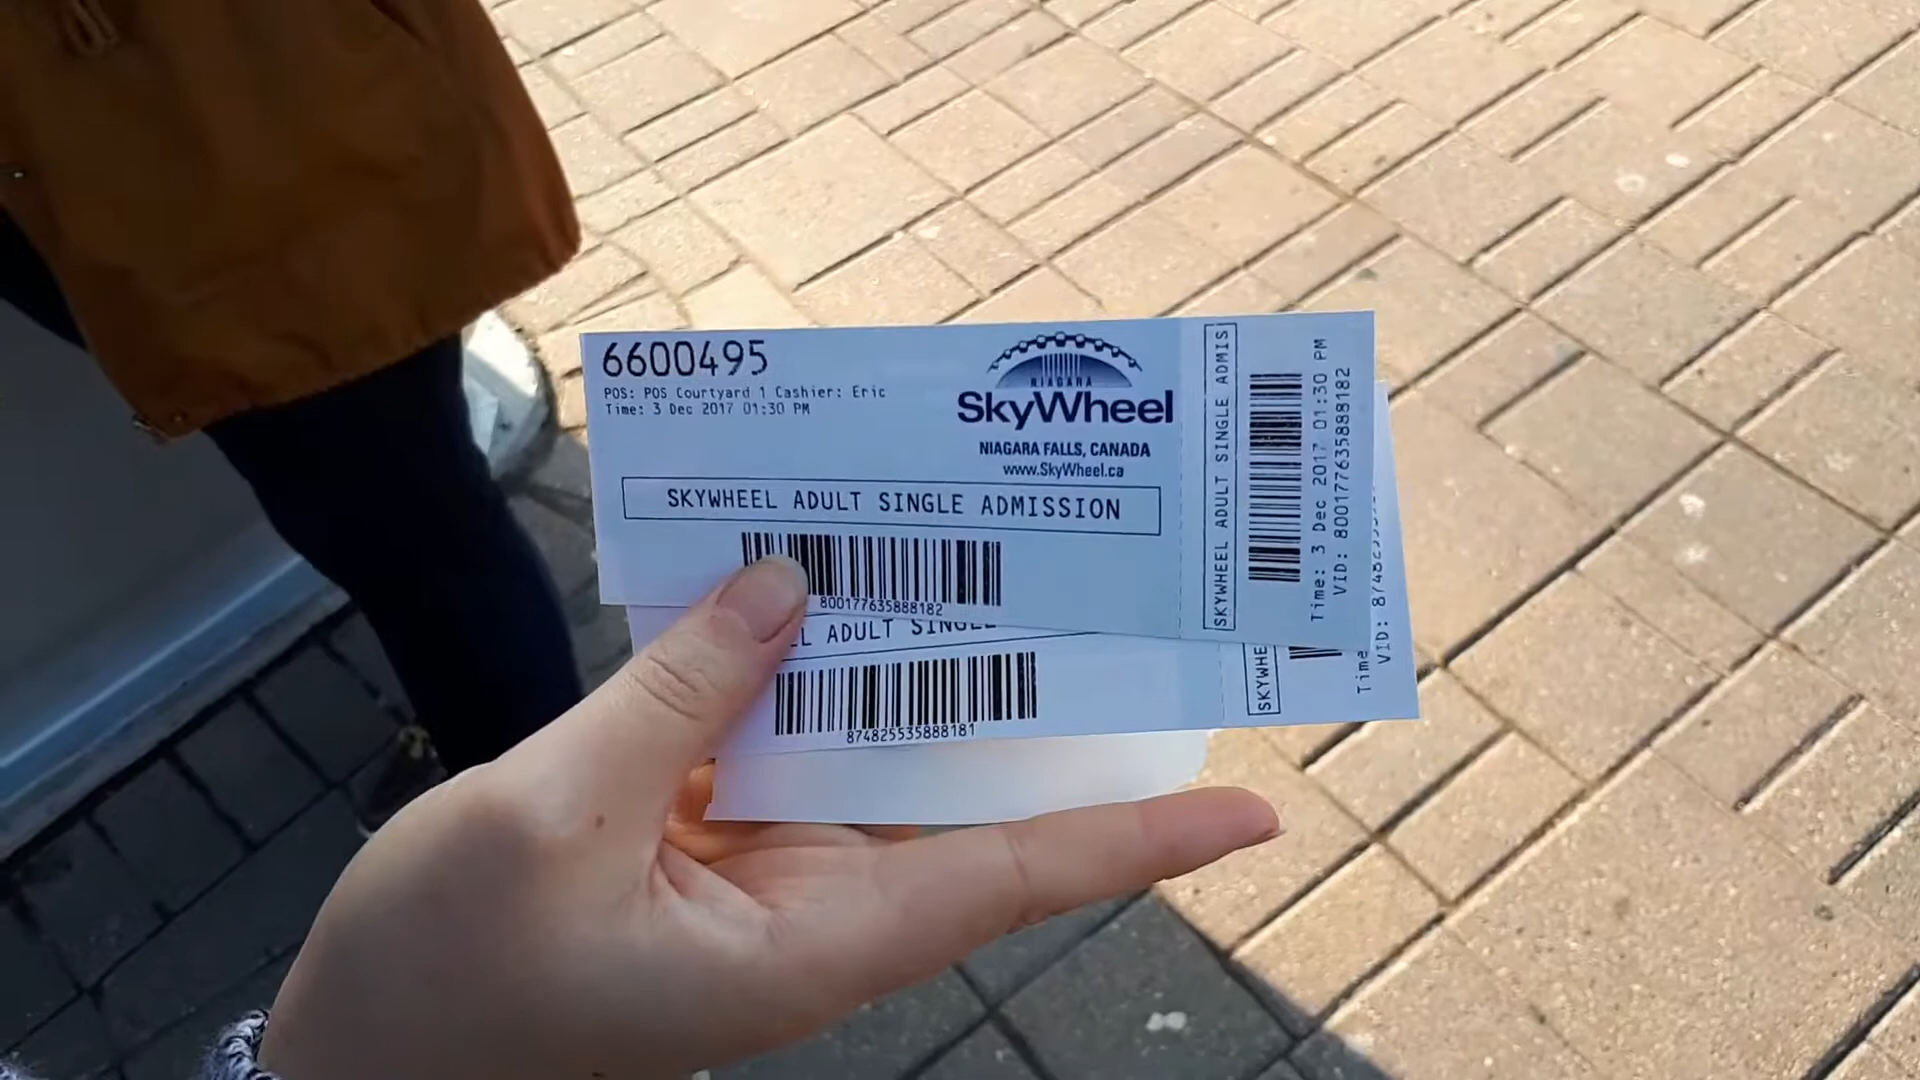 6600495
POS: POS Courtyard 1 Cashier: Eric
Time: 3 Dec 2017 01:30 PM
NIAGARA
SkyWheel
NIAGARA FALLS, CANADA
www.SkyWheel.ca
SKYWHEEL ADULT SINGLE ADMISSION
800177635888182
SKYWHEEL ADULT SINGLE ADMIS
Time: 3 Dec 2017 01:30 PM
VID: 800177635888182
EL ADULT SINGLE
874825535888181
SKYWHE
Time
VID: 874825535